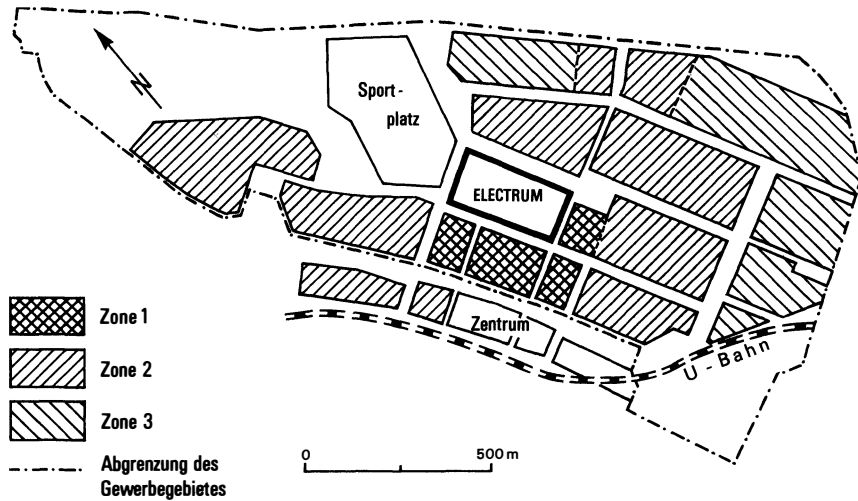 N
Sport-
platz
ELECTRUM
Zentrum
U-Bahn
Zone 1
Zone 2
Zone 3
Abgrenzung des
Gewerbegebietes
0 500 m